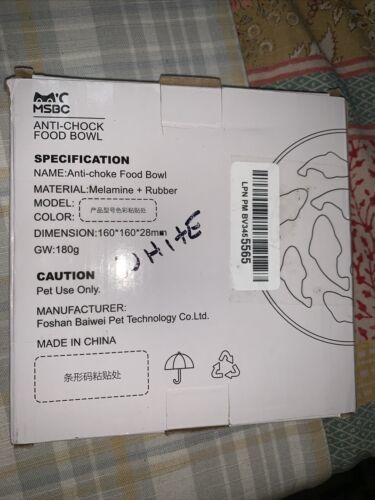 M'C
MSBC
ANTI-CHOCK
FOOD BOWL
SPECIFICATION
NAME:Anti-choke Food Bowl
MATERIAL:Melamine + Rubber
MODEL:
COLOR:
产品型号色彩粘贴处
DIMENSION:160*160*28mm
GW:180g
WHITE
LPN PM BV3455565
CAUTION
Pet Use Only.
MANUFACTURER:
Foshan Baiwei Pet Technology Co.Ltd.
MADE IN CHINA
条形码粘贴处